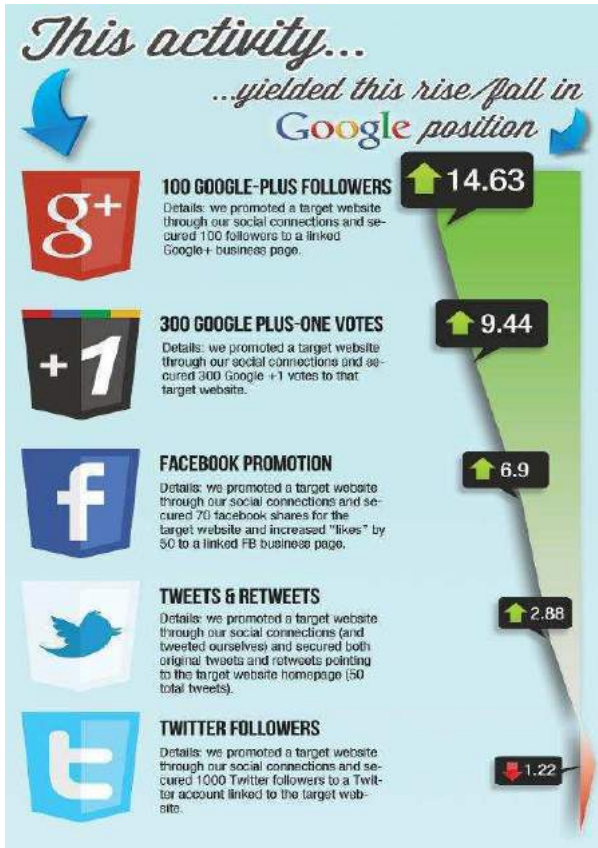 This activity...
...yielded this rise/fall in
Google position
g+
100 GOOGLE-PLUS FOLLOWERS
Details: we promoted a target website
through our social connections and se-
cured 100 followers to a linked
Google+ business page.
14.63
+1
300 GOOGLE PLUS-ONE VOTES
Details: we promoted a target website
through our social connections and se-
cured 300 Google +1 votes to that
target website.
9.44
f
FACEBOOK PROMOTION
Details: we promoted a target website
through our social connections and se-
cured 70 facebook shares for the
target website and increased "likes" by
50 to a linked FB business page.
6.9
TWEETS & RETWEETS
Details: we promoted a target website
through our social connections (and
tweeted ourselves) and secured both
original tweets and retweets pointing
to the target website homepage (50
total tweets).
2.88
t
TWITTER FOLLOWERS
Details: we promoted a target website
through our social connections and se-
cured 1000 Twitter followers to a Twit-
ter account linked to the target web-
site.
1.22